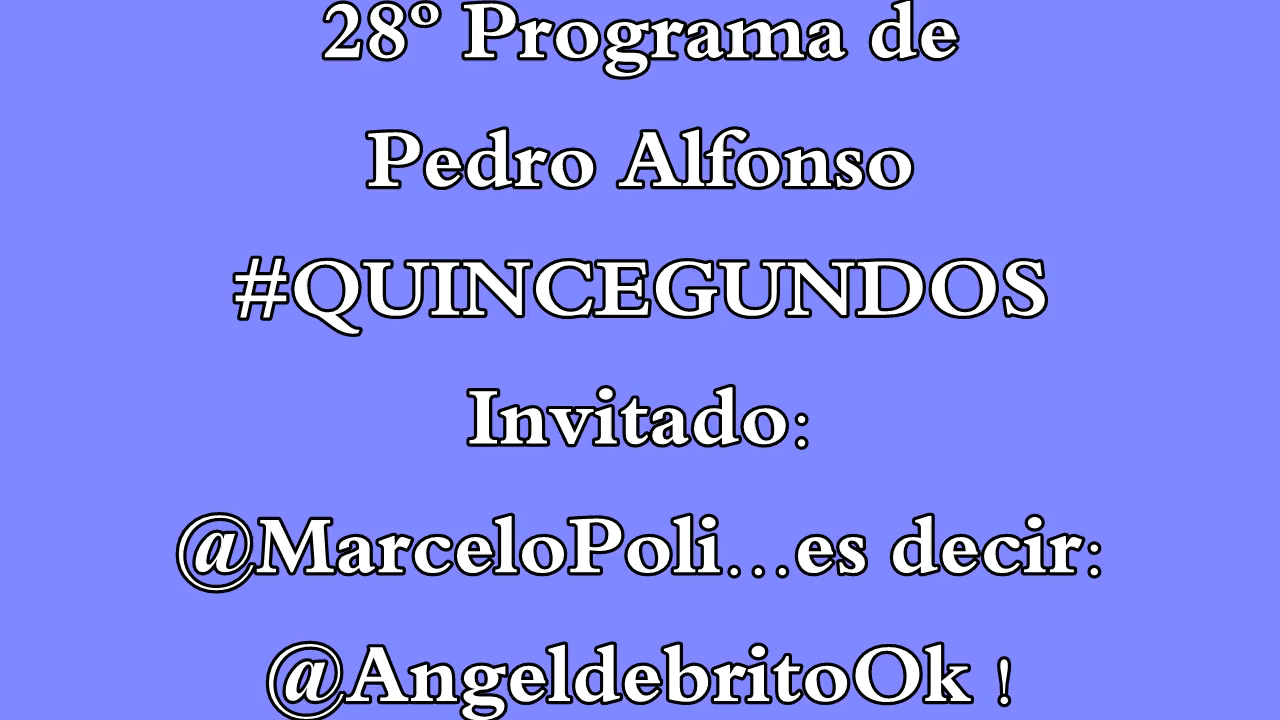 28º Programa de
Pedro Alfonso
#QUINCEGUNDOS
Invitado:
@MarceloPoli...es decir:
@AngeldebritoOk !